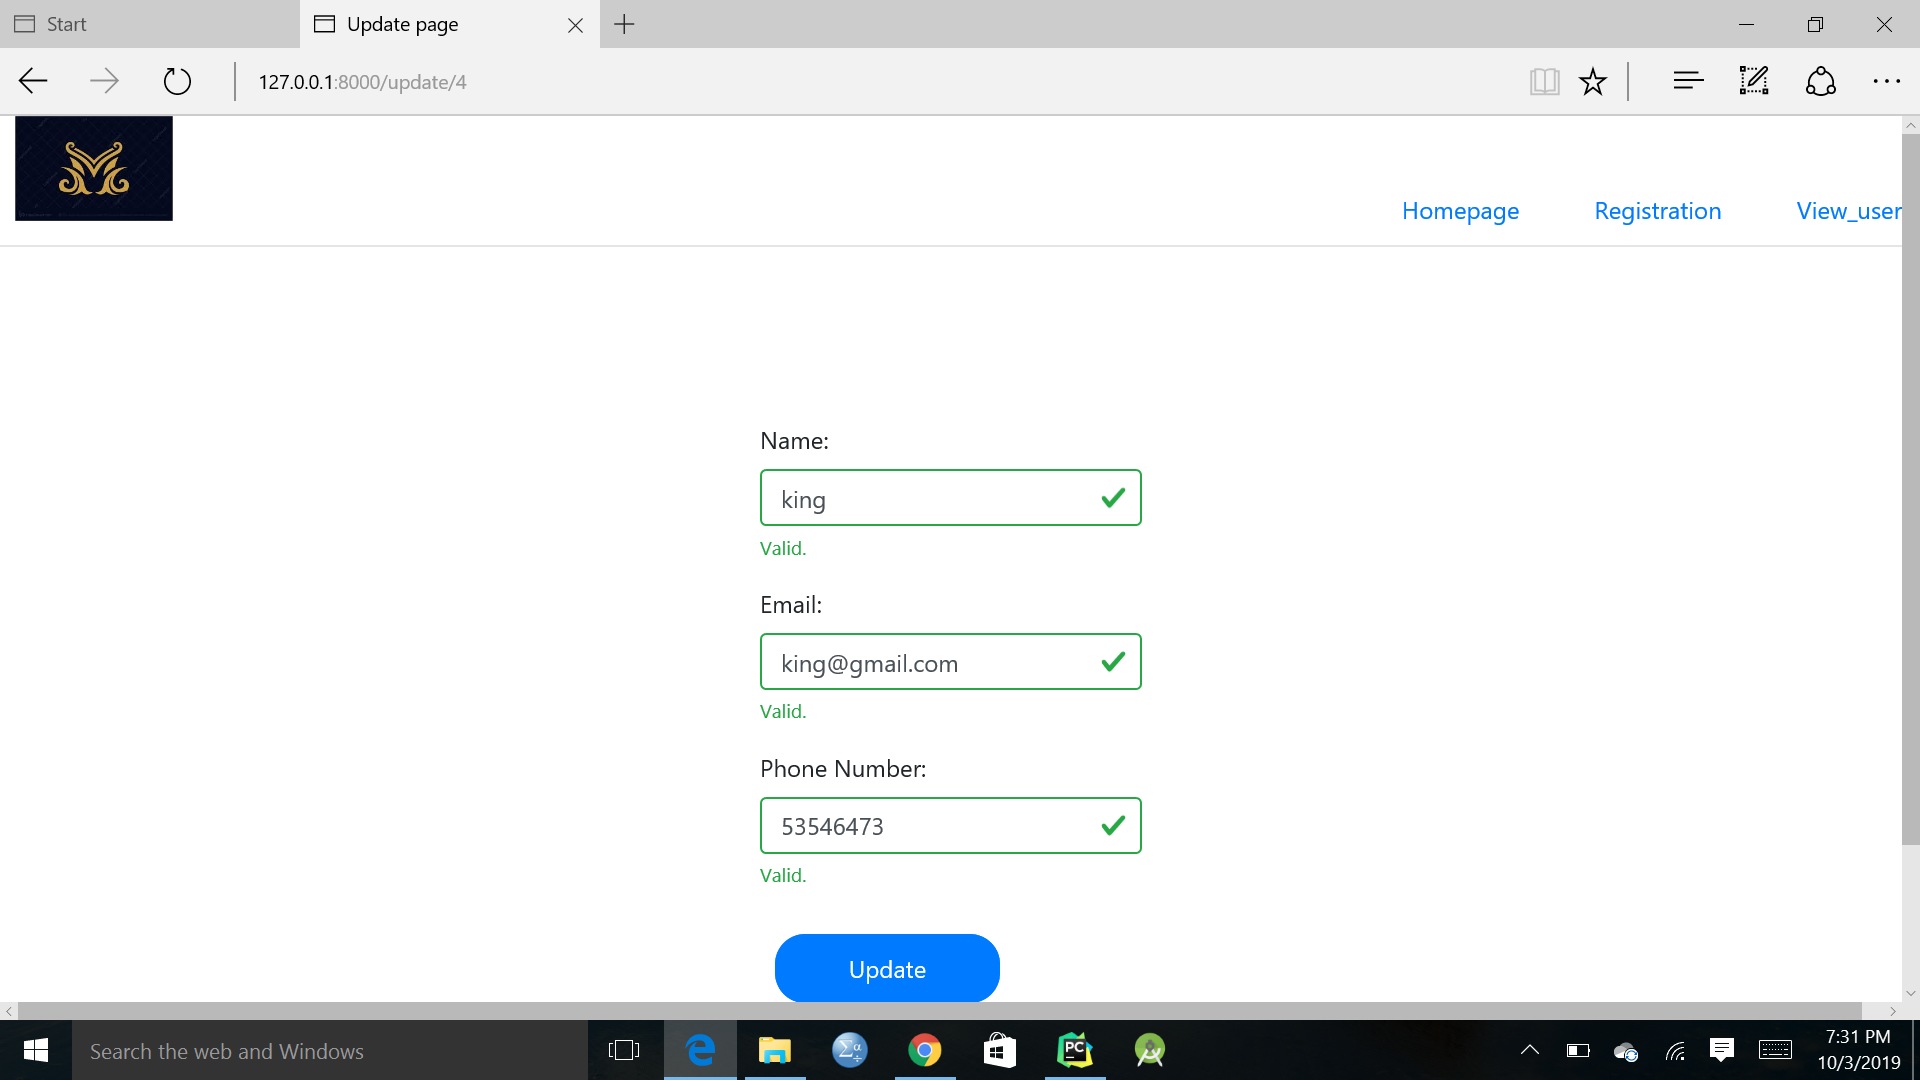 Start
Update page
127.0.0.1:8000/update/4
Homepage
Registration
View_user
Name:
king
Valid.
Email:
king@gmail.com
Valid.
Phone Number:
53546473
Valid.
Update
Search the web and Windows
PC
7:31 PM
10/3/2019